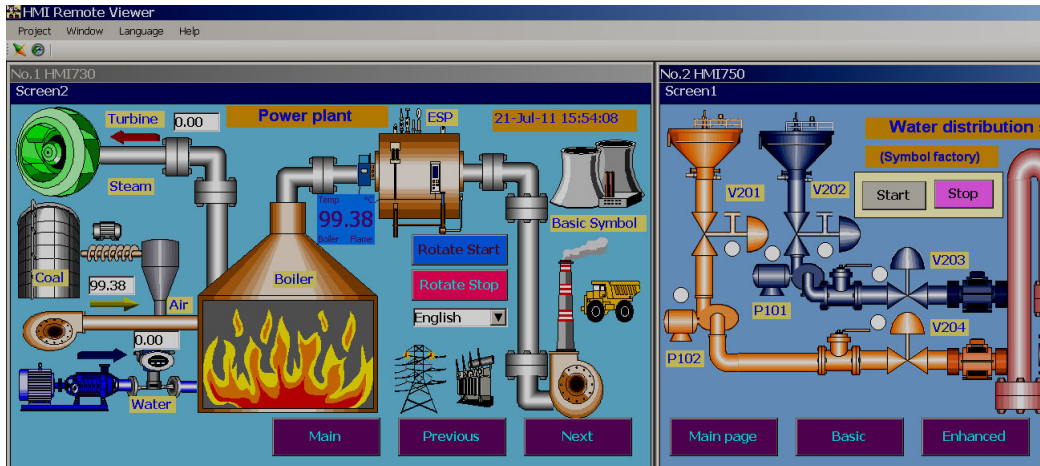 HMI Remote Viewer
Project Window Language Help
No.1 HMI730
Screen2
Turbine
0.00
Power plant
ESP
21-Jul-11 15:54:08
Steam
Temp °C
99.38
Boiler Flame
Basic Symbol
Rotate Start
Coal
Boiler
99.38
Rotate Stop
Air
English
0.00
Water
Main
Previous
Next
No.2 HMI750
Screen1
Water distribution
(Symbol factory)
V201
V202
Start
Stop
V203
P101
V204
P102
Main page
Basic
Enhanced